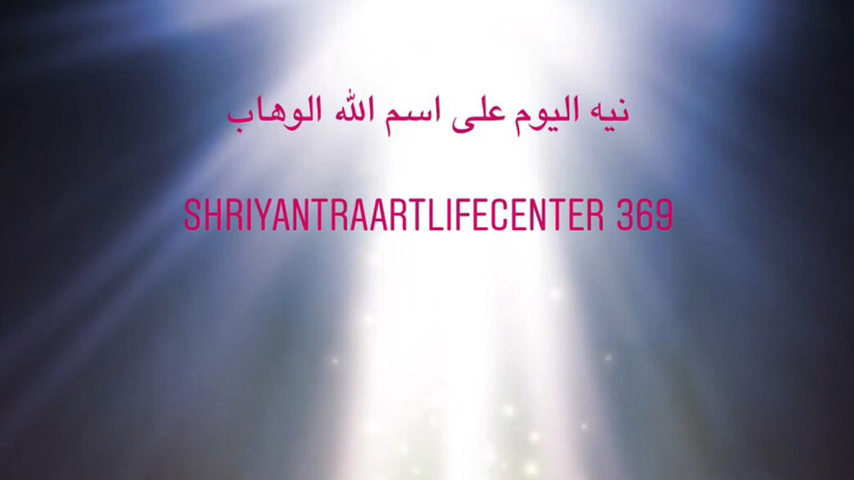 نيه اليوم على اسم الله الوهاب
SHRIYANTRAARTLIFECENTER 369